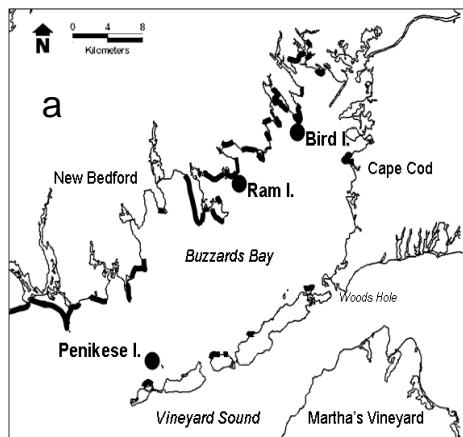 0 4 8
N Kilometers
a
Bird I.
Cape Cod
New Bedford
Ram I.
Buzzards Bay
Woods Hole
Penikese I.
Vineyard Sound
Martha's Vineyard